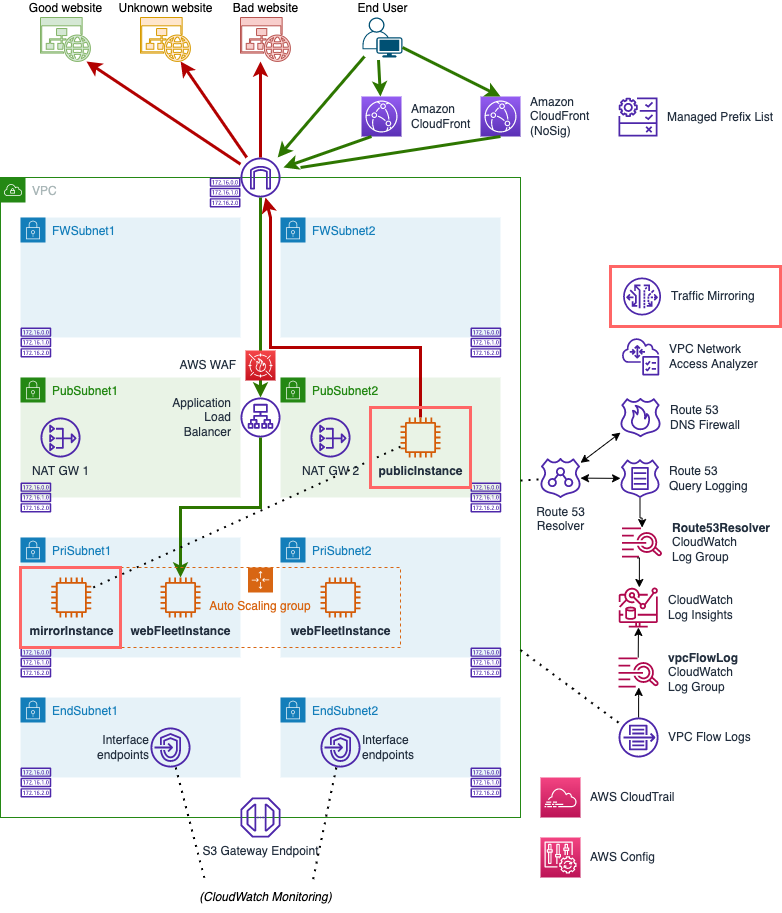 Good website
Unknown website
Bad website
End User
Amazon
CloudFront
Amazon
CloudFront
(NoSig)
Managed Prefix List
VPC
172.16.0.0
172.16.1.0
172.16.2.0
FWSubnet1
FWSubnet2
Traffic Mirroring
172.16.0.0
172.16.1.0
172.16.2.0
172.16.0.0
172.16.1.0
172.16.2.0
VPC Network
Access Analyzer
AWS WAF
PubSubnet1
Application
Load
Balancer
PubSubnet2
Route 53
DNS Firewall
NAT GW 1
NAT GW 2
publicInstance
172.16.0.0
172.16.1.0
172.16.2.0
172.16.0.0
172.16.1.0
172.16.2.0
Route 53
Resolver
Route 53
Query Logging
Route53Resolver
CloudWatch
Log Group
PriSubnet1
PriSubnet2
Auto Scaling group
mirrorInstance
webFleetInstance
webFleetInstance
CloudWatch
Log Insights
172.16.0.0
172.16.1.0
172.16.2.0
172.16.0.0
172.16.1.0
172.16.2.0
vpcFlowLog
CloudWatch
Log Group
EndSubnet1
EndSubnet2
Interface
endpoints
Interface
endpoints
VPC Flow Logs
172.16.0.0
172.16.1.0
172.16.2.0
172.16.0.0
172.16.1.0
172.16.2.0
AWS CloudTrail
S3 Gateway Endpoint
AWS Config
(CloudWatch Monitoring)